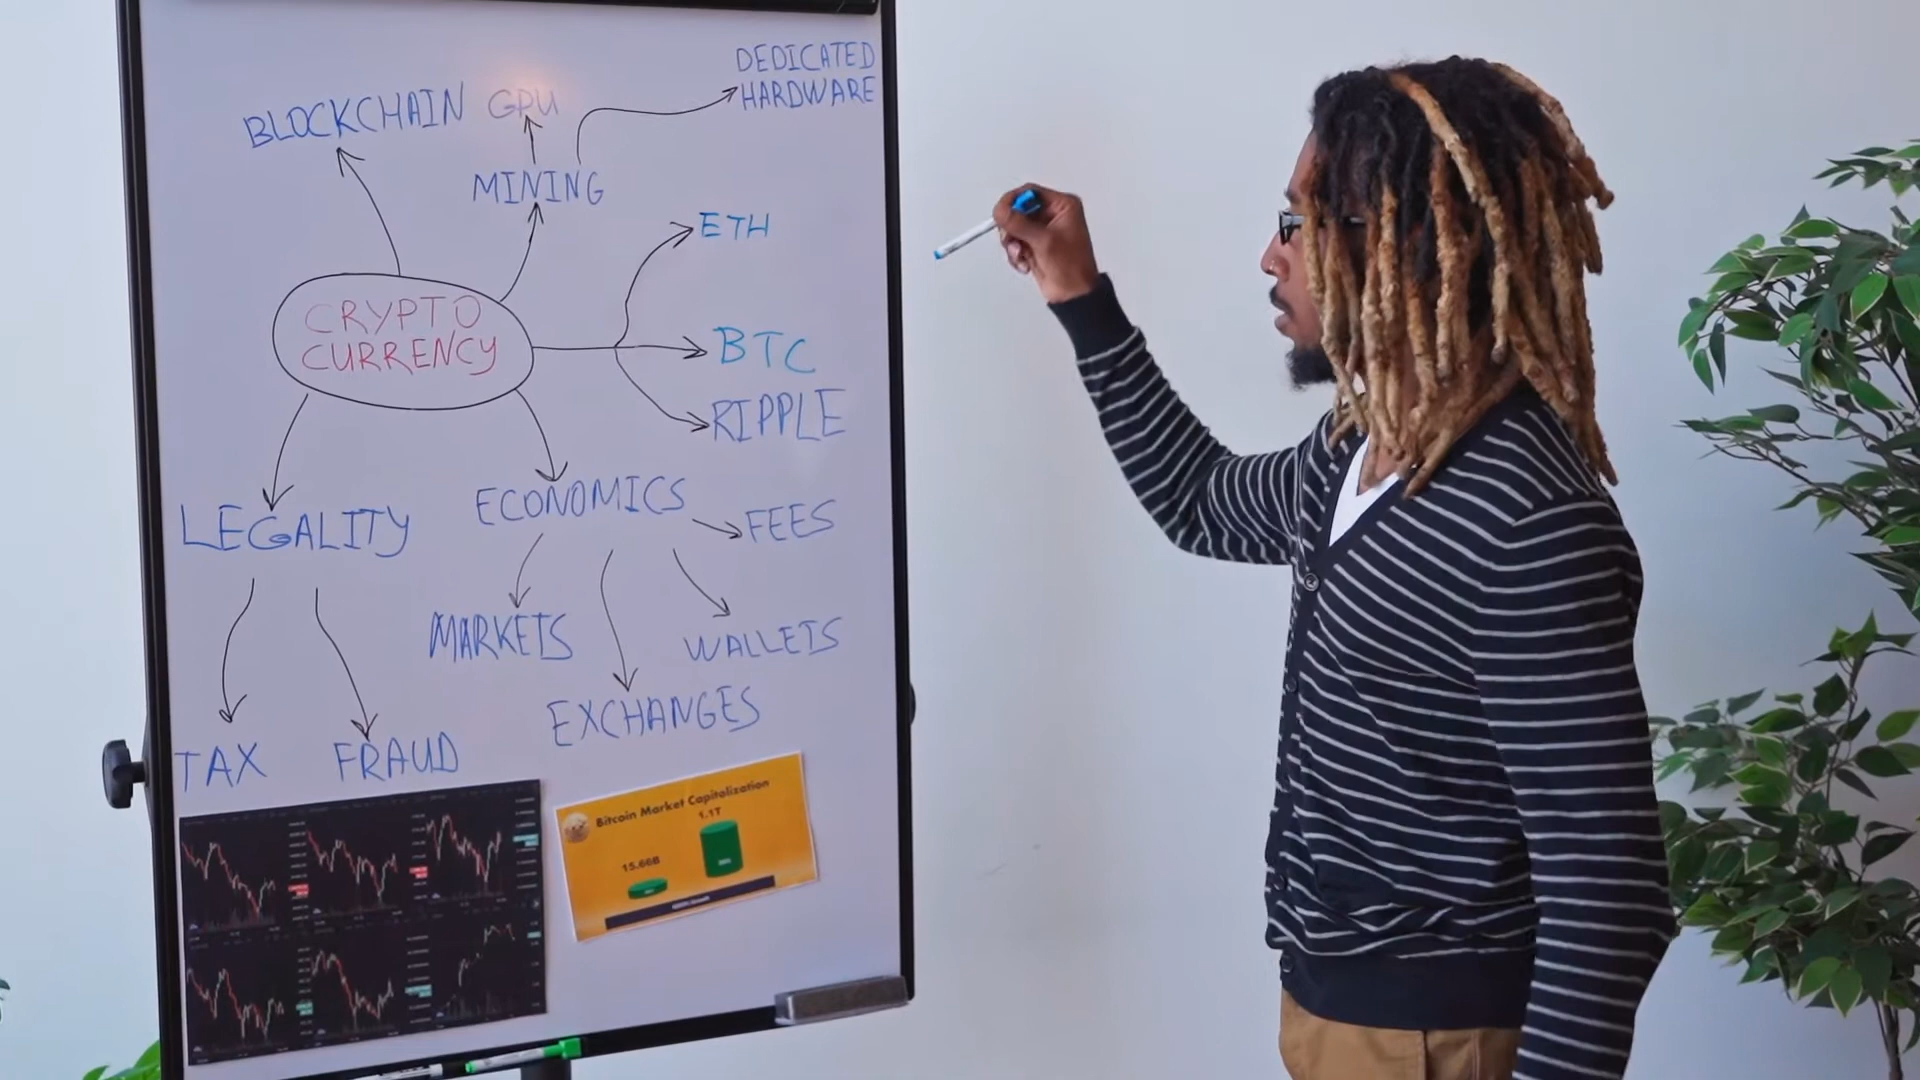 DEDICATED
HARDWARE
BLOCKCHAIN
GPU
MINING
ETH
CRYPTO
CURRENCY
BTC
RIPPLE
LEGALITY
ECONOMICS
FEES
MARKETS
WALLETS
EXCHANGES
TAX
FRAUD
Bitcoin Market Capitalization
1.1T
15.66B